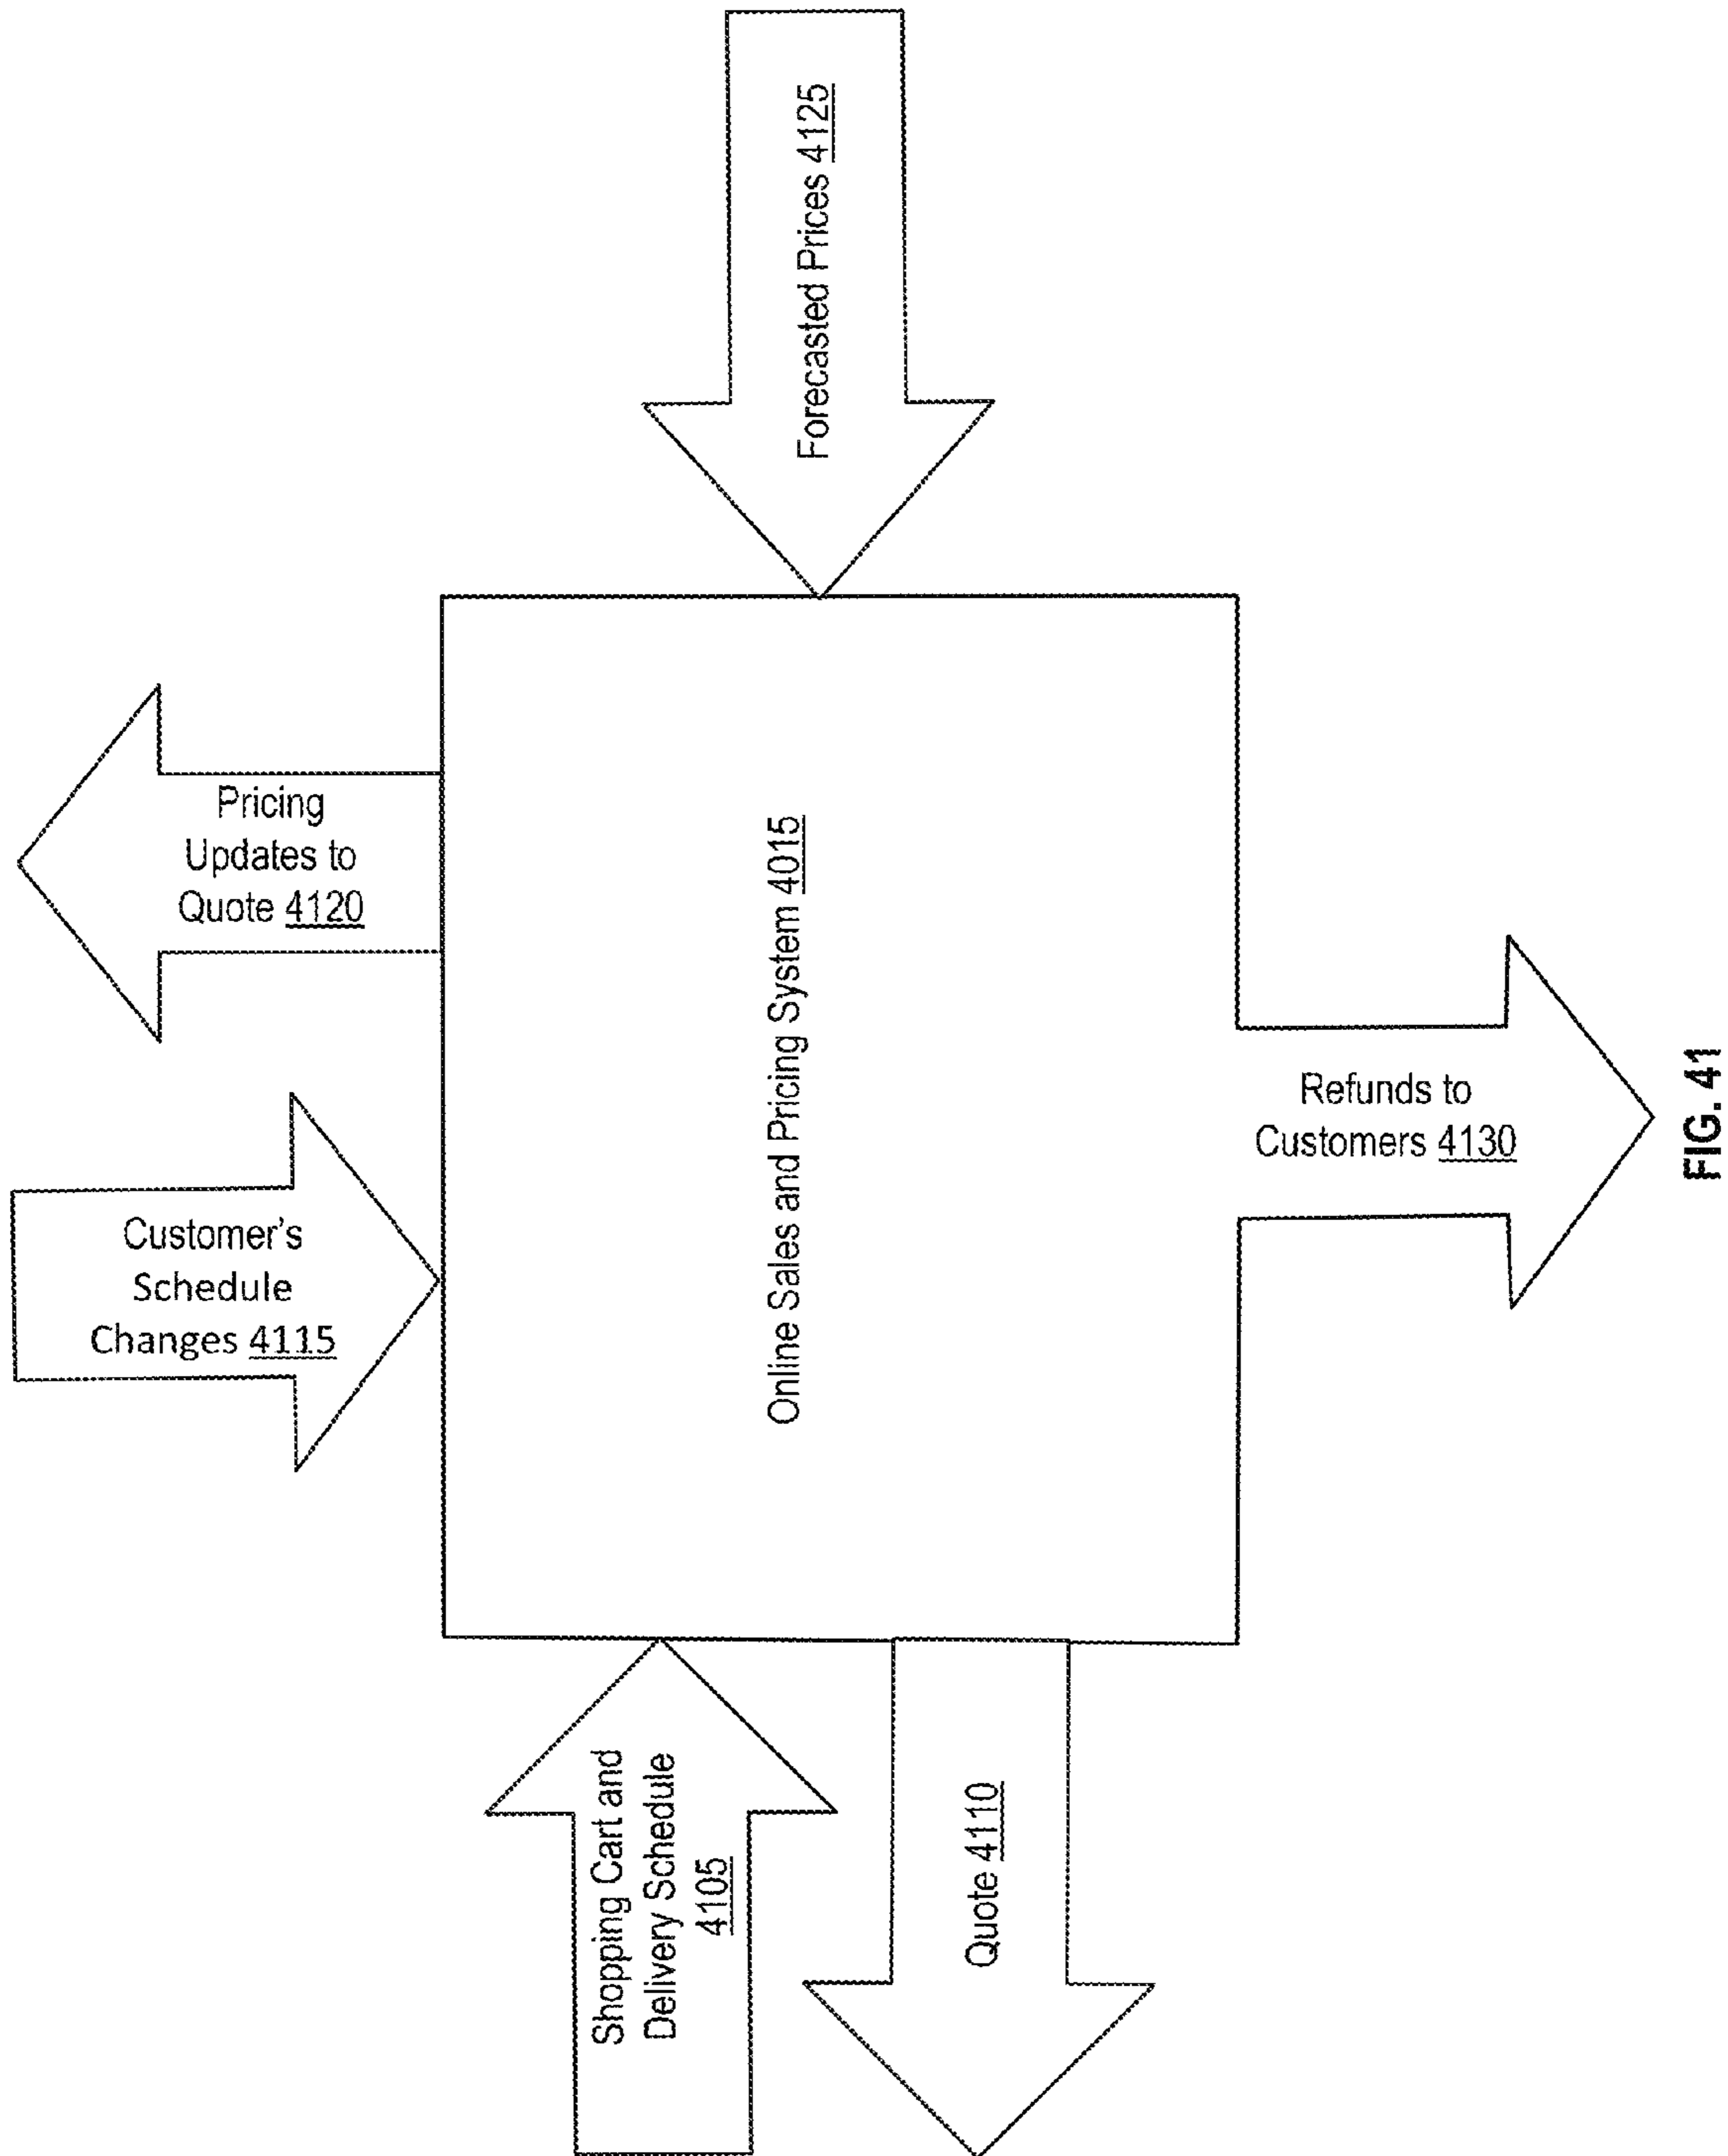 Pricing
Updates to
Quote 4120
Customer's
Schedule
Changes 4115
Forecasted Prices 4125
Online Sales and Pricing System 4015
Shopping Cart and
Delivery Schedule
4105
Quote 4110
Refunds to
Customers 4130
FIG. 41